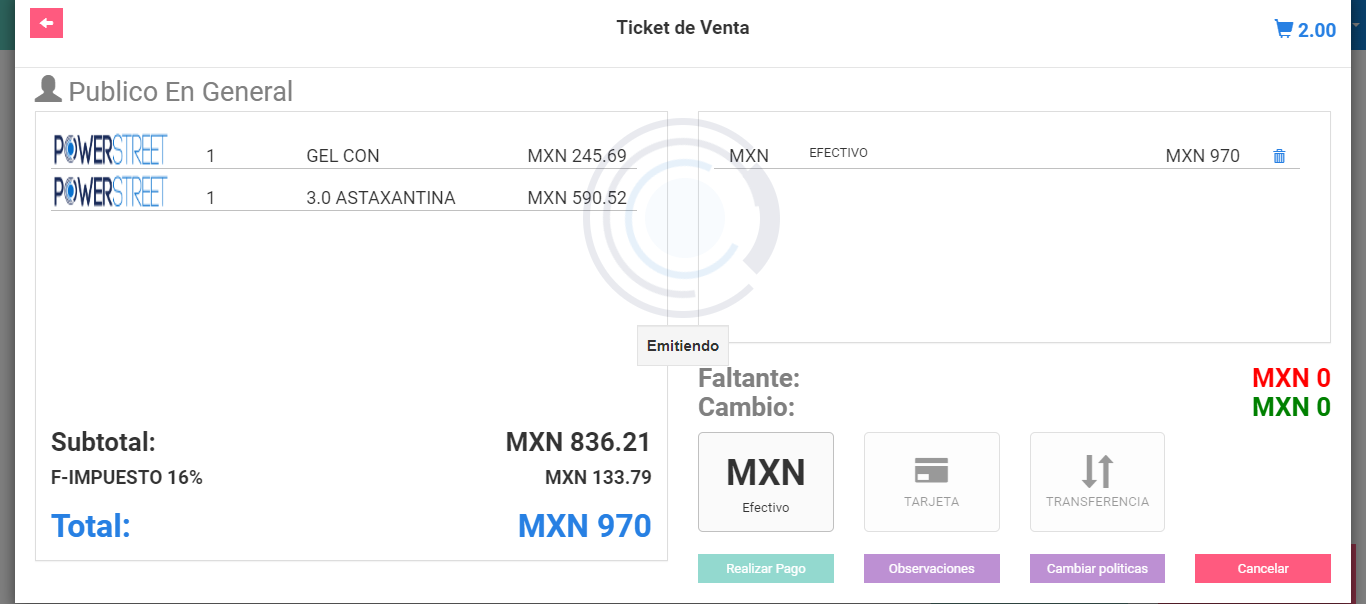 Ticket de Venta
2.00
Publico En General
POWERSTREET 1 GEL CON MXN 245.69
POWERSTREET 1 3.0 ASTAXANTINA MXN 590.52
MXN EFECTIVO MXN 970
Emitiendo
Subtotal: MXN 836.21
F-IMPUESTO 16% MXN 133.79
Total: MXN 970
Faltante: MXN 0
Cambio: MXN 0
MXN
Efectivo
TARJETA
TRANSFERENCIA
Realizar Pago
Observaciones
Cambiar politicas
Cancelar